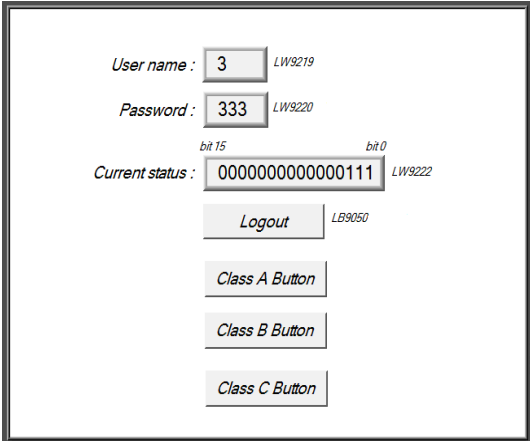 User name : 3 LW9219
Password : 333 LW9220
bit 15 bit 0
Current status : 0000000000000111 LW9222
Logout LB9050
Class A Button
Class B Button
Class C Button